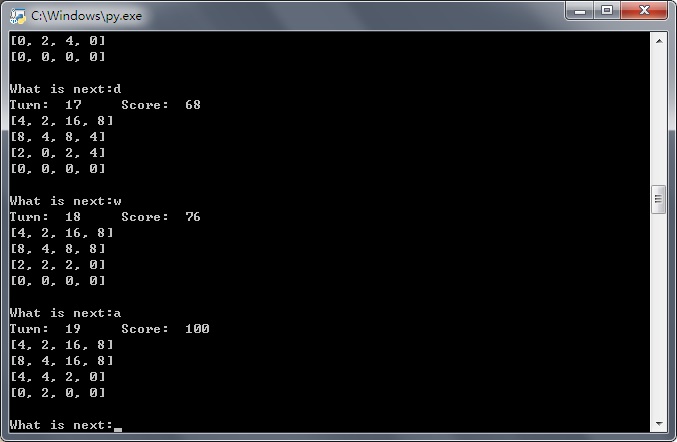 C:\Windows\py.exe
[0, 2, 4, 0]
[0, 0, 0, 0]
What is next:d
Turn:  17     Score:  68
[4, 2, 16, 8]
[8, 4, 8, 4]
[2, 0, 2, 4]
[0, 0, 0, 0]
What is next:w
Turn:  18     Score:  76
[4, 2, 16, 8]
[8, 4, 8, 8]
[2, 2, 2, 0]
[0, 0, 0, 0]
What is next:a
Turn:  19     Score:  100
[4, 2, 16, 8]
[8, 4, 16, 8]
[4, 4, 2, 0]
[0, 2, 0, 0]
What is next: